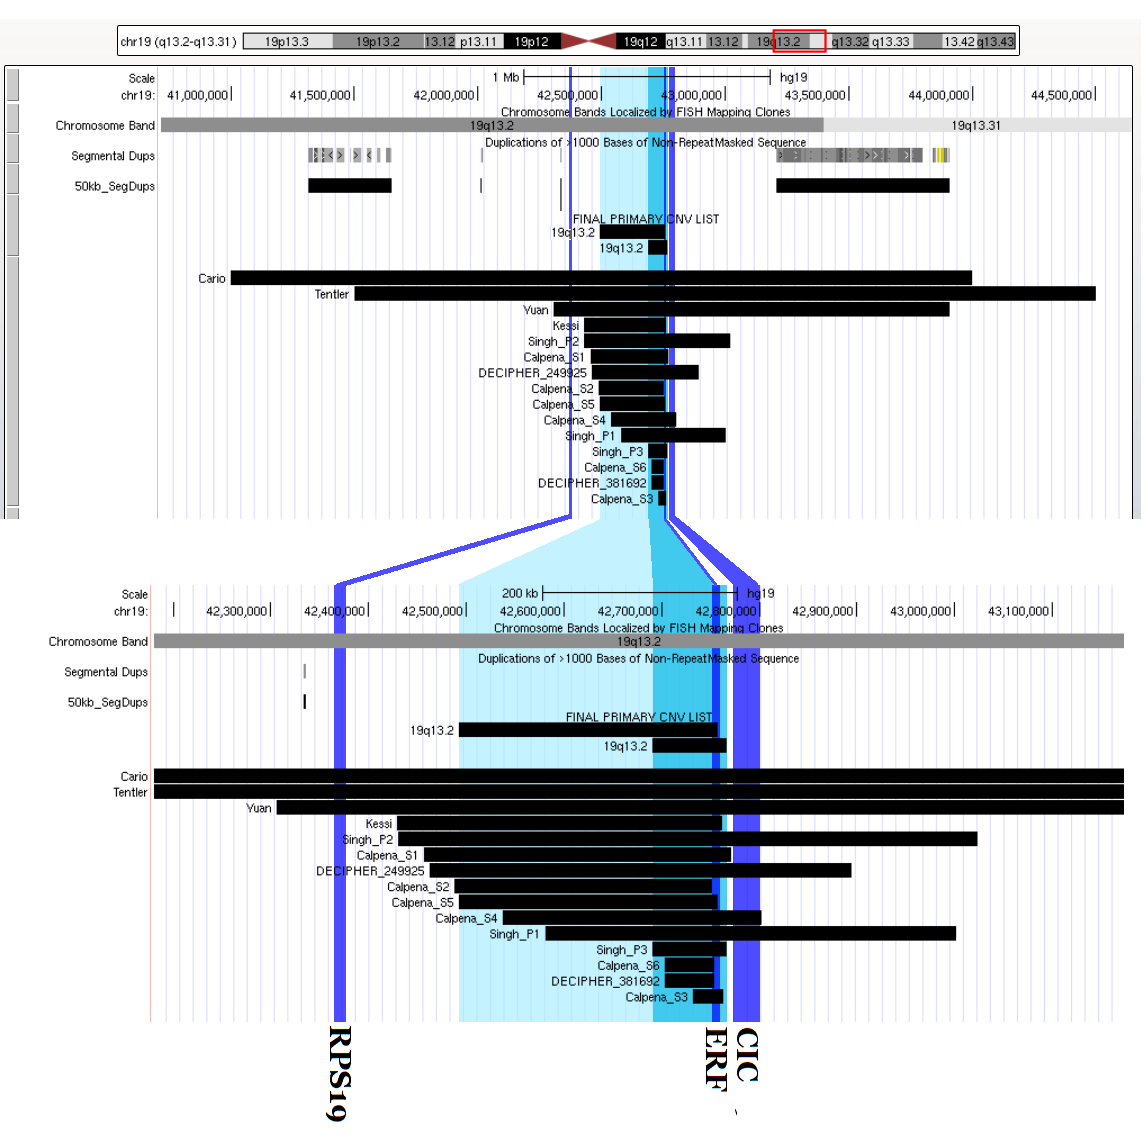 chr19 (q13.2-q13.31) 19p13.3 19p13.2 13.12 p13.11 19p12 19q12 q13.11 13.12 19q13.2 q13.32 q13.33 13.42 q13.43
Scale 1 Mb hg19
chr19: 41,000,000 41,500,000 42,000,000 42,500,000 43,000,000 43,500,000 44,000,000 44,500,000
Chromosome Bands Localized by FISH Mapping Clones
Chromosome Band 19q13.2 19q13.31
Duplications of >1000 Bases of Non-RepeatMasked Sequence
Segmental Dups
50kb_SegDups
FINAL PRIMARY CNV LIST
19q13.2
19q13.2
Cario
Tentler
Yuan
Kessi
Singh_P2
Calpena_S1
DECIPHER_249925
Calpena_S2
Calpena_S5
Calpena_S4
Singh_P1
Singh_P3
Calpena_S6
DECIPHER_381692
Calpena_S3
Scale 200 kb hg19
chr19: 42,300,000 42,400,000 42,500,000 42,600,000 42,700,000 42,800,000 42,900,000 43,000,000 43,100,000
Chromosome Bands Localized by FISH Mapping Clones
Chromosome Band 19q13.2
Duplications of >1000 Bases of Non-RepeatMasked Sequence
Segmental Dups
50kb_SegDups
FINAL PRIMARY CNV LIST
19q13.2
19q13.2
Cario
Tentler
Yuan
Kessi
Singh_P2
Calpena_S1
DECIPHER_249925
Calpena_S2
Calpena_S5
Calpena_S4
Singh_P1
Singh_P3
Calpena_S6
DECIPHER_381692
Calpena_S3
RPS19
ERF
CIC